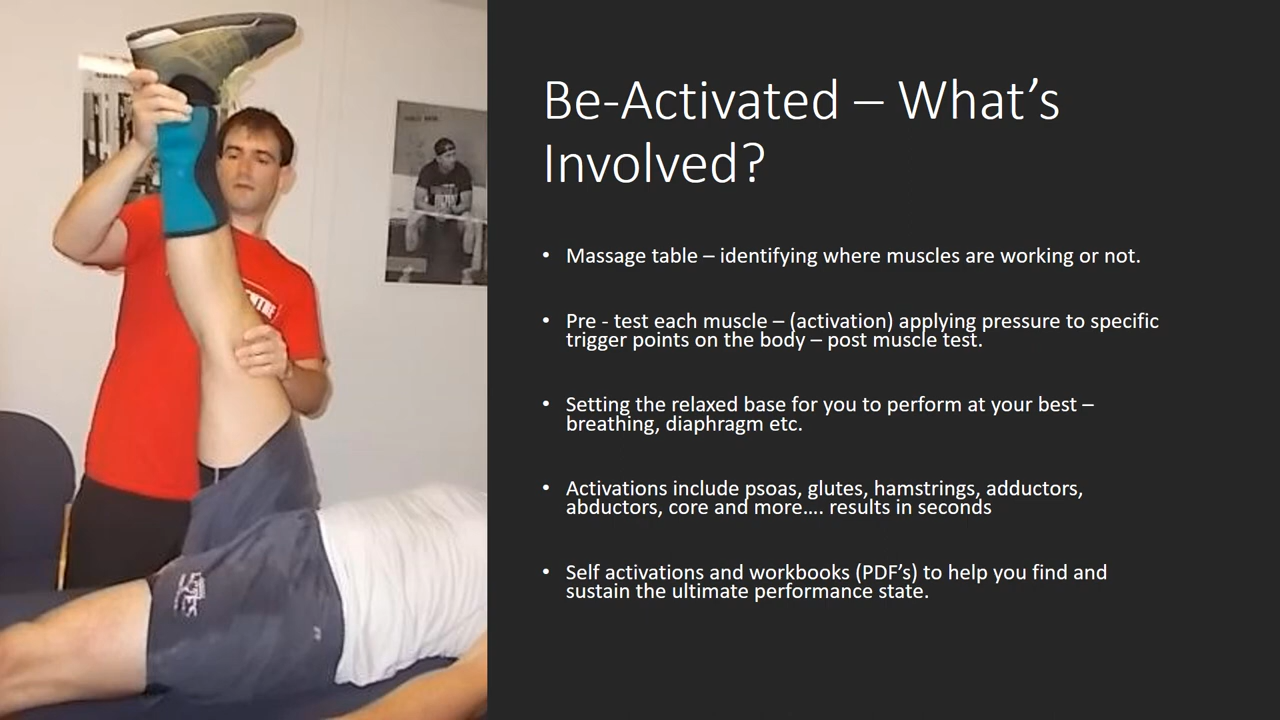 Be-Activated – What's
Involved?
• Massage table – identifying where muscles are working or not.
• Pre - test each muscle – (activation) applying pressure to specific
trigger points on the body – post muscle test.
• Setting the relaxed base for you to perform at your best –
breathing, diaphragm etc.
• Activations include psoas, glutes, hamstrings, adductors,
abductors, core and more.... results in seconds
• Self activations and workbooks (PDF's) to help you find and
sustain the ultimate performance state.